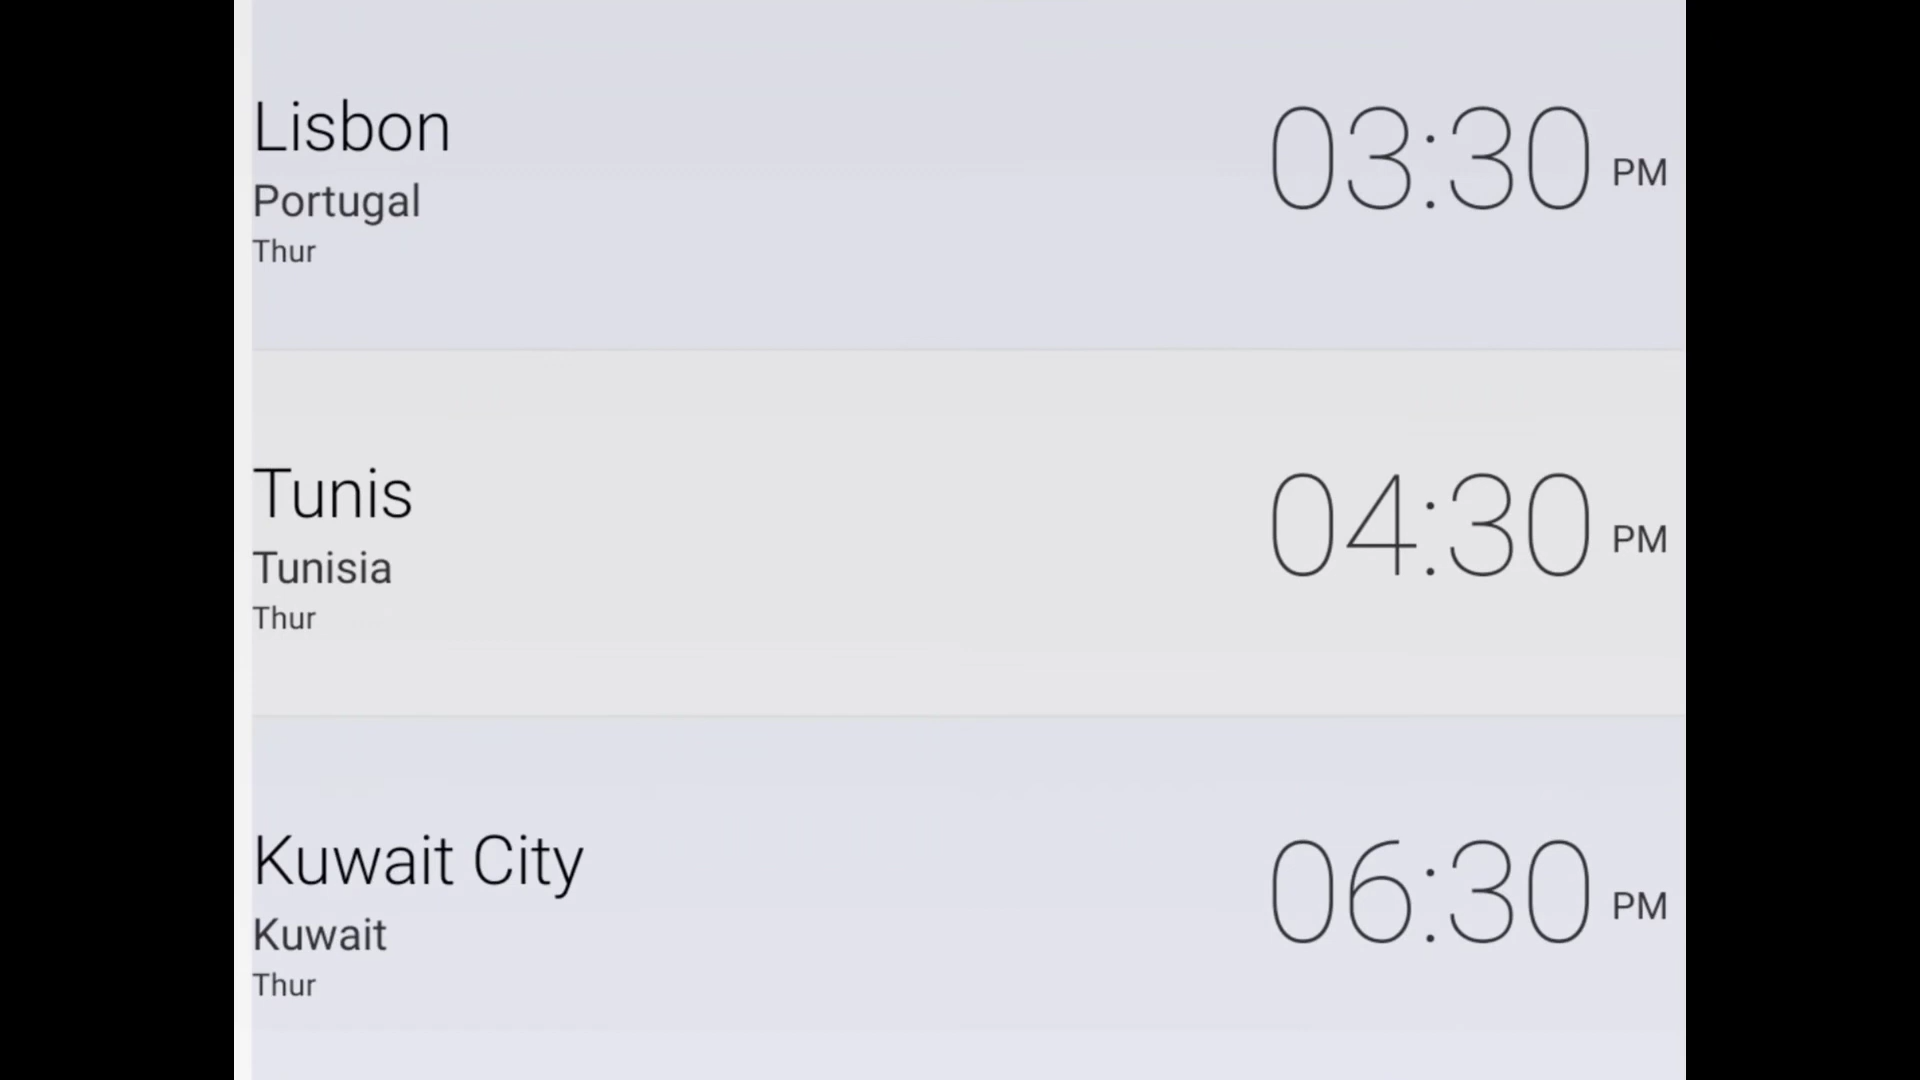 Lisbon
03:30 PM
Portugal
Thur
Tunis
04:30 PM
Tunisia
Thur
Kuwait City
06:30 PM
Kuwait
Thur